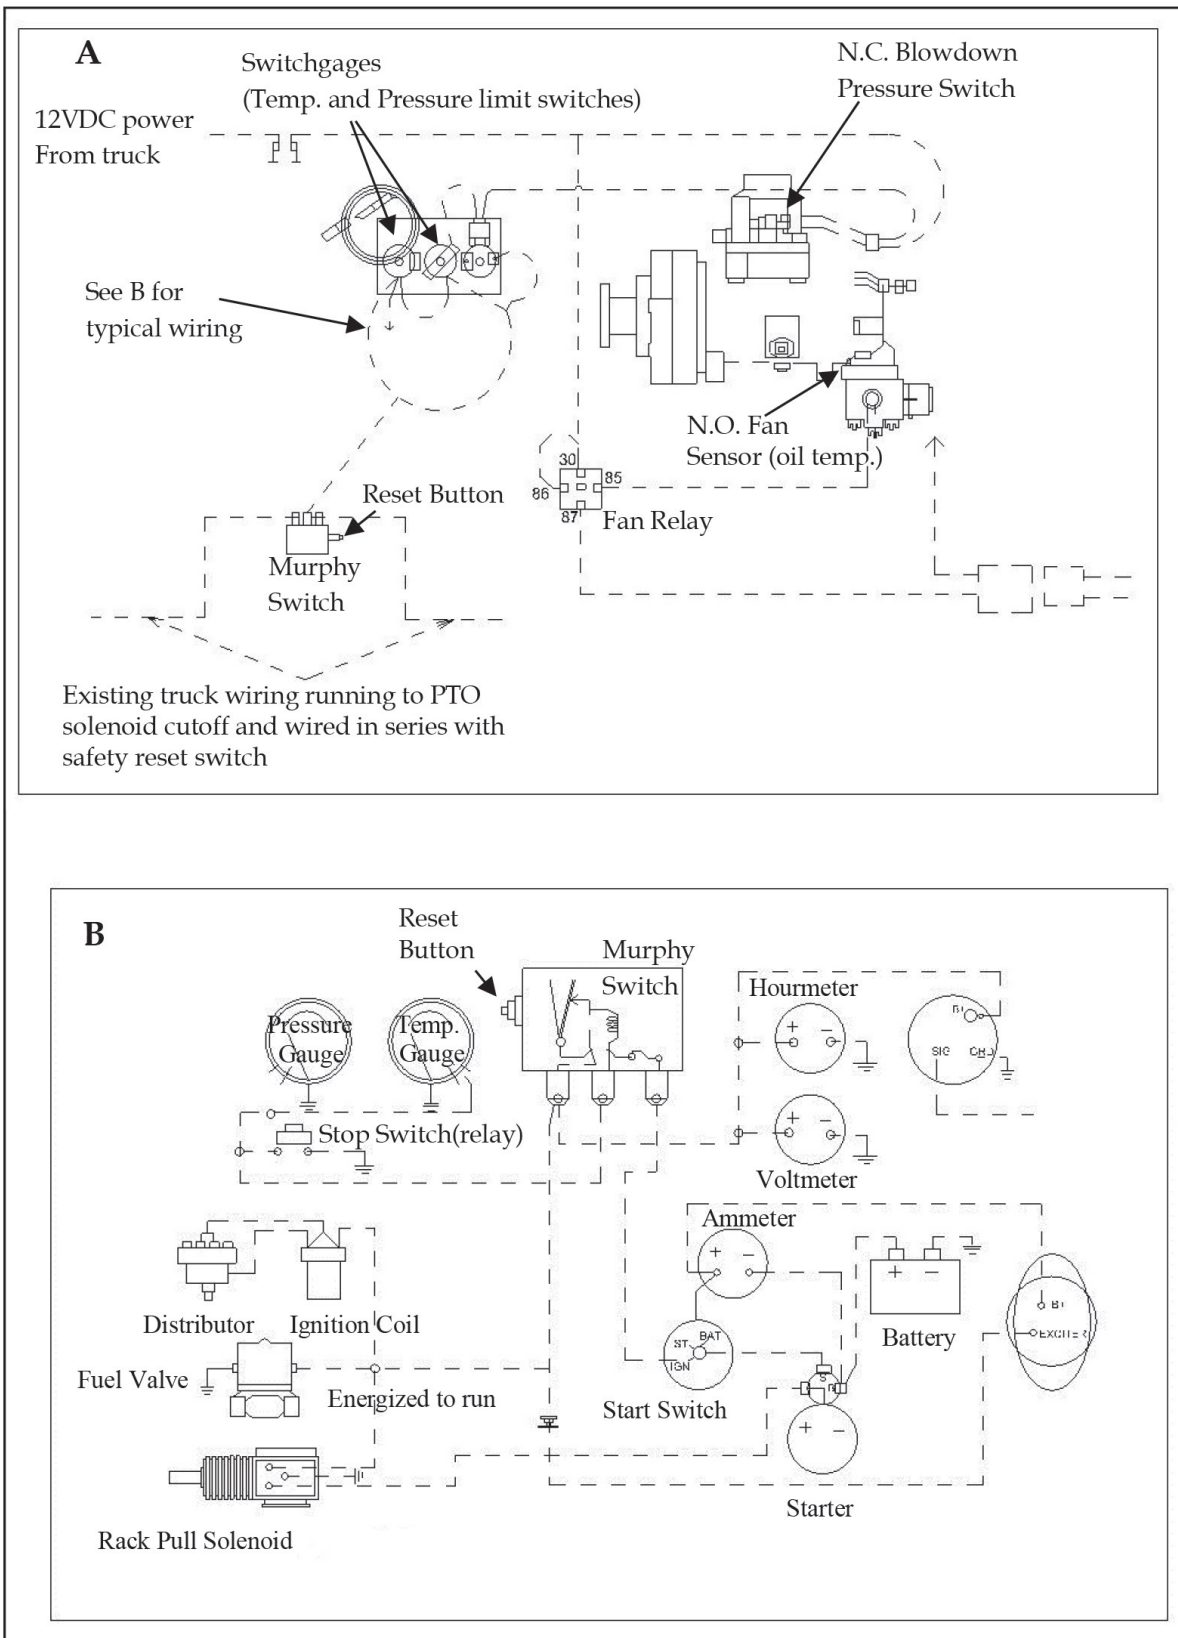 A
Switchgages
(Temp. and Pressure limit switches)
N.C. Blowdown
Pressure Switch
12VDC power
From truck
See B for
typical wiring
N.O. Fan
Sensor (oil temp.)
30
85
86
87
Fan Relay
Reset Button
Murphy
Switch
Existing truck wiring running to PTO
solenoid cutoff and wired in series with
safety reset switch
B
Reset
Button
Murphy
Switch
Hourmeter
+ −
B+
SIG GRD
Pressure
Gauge
Temp.
Gauge
Stop Switch(relay)
+ −
Voltmeter
Ammeter
+ −
+ −
Battery
Distributor
Ignition Coil
ST BAT
IGN
B+
EXCITER
Fuel Valve
Energized to run
Start Switch
S
+ −
Starter
Rack Pull Solenoid